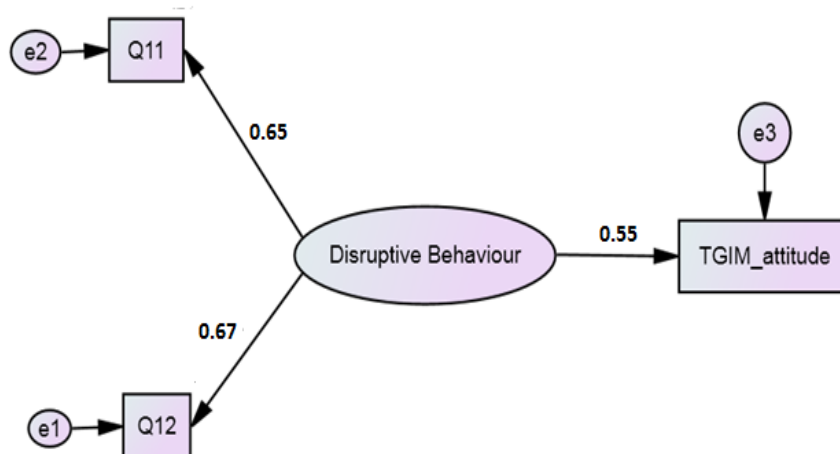 e2
Q11
0.65
e3
Disruptive Behaviour
0.55
TGIM_attitude
0.67
e1
Q12